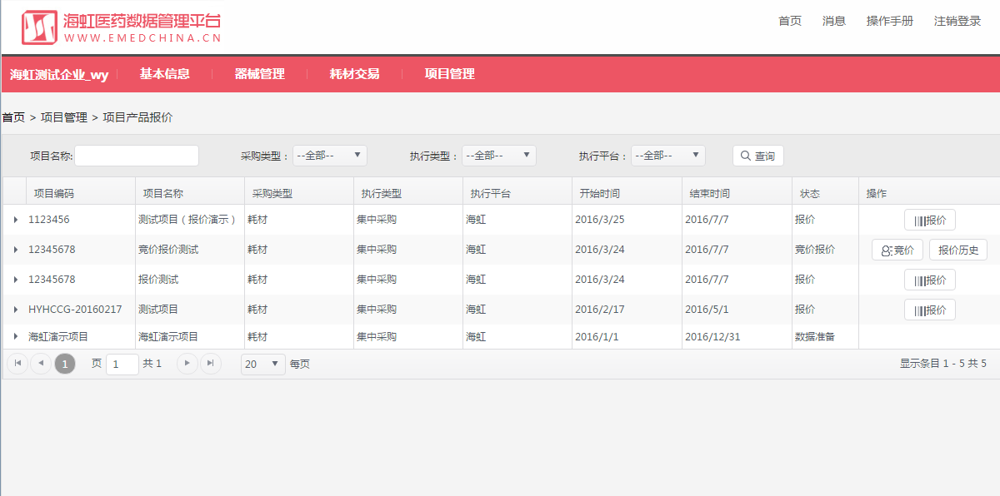 海虹医药数据管理平台
WWW.EMEDCHINA.CN
首页 消息 操作手册 注销登录
海虹测试企业_wy 基本信息 器械管理 耗材交易 项目管理
首页 > 项目管理 > 项目产品报价
项目名称: 采购类型： --全部-- 执行类型： --全部-- 执行平台： --全部-- 查询
项目编码 项目名称 采购类型 执行类型 执行平台 开始时间 结束时间 状态 操作
1123456 测试项目（报价演示） 耗材 集中采购 海虹 2016/3/25 2016/7/7 报价 报价
12345678 竞价报价测试 耗材 集中采购 海虹 2016/3/24 2016/7/7 竞价报价 竞价 报价历史
12345678 报价测试 耗材 集中采购 海虹 2016/3/24 2016/7/7 报价 报价
HYHCCG-20160217 测试项目 耗材 集中采购 海虹 2016/2/17 2016/5/1 报价 报价
海虹演示项目 海虹演示项目 耗材 集中采购 海虹 2016/1/1 2016/12/31 数据准备
1 页 1 共 1 20 每页 显示条目 1 - 5 共 5